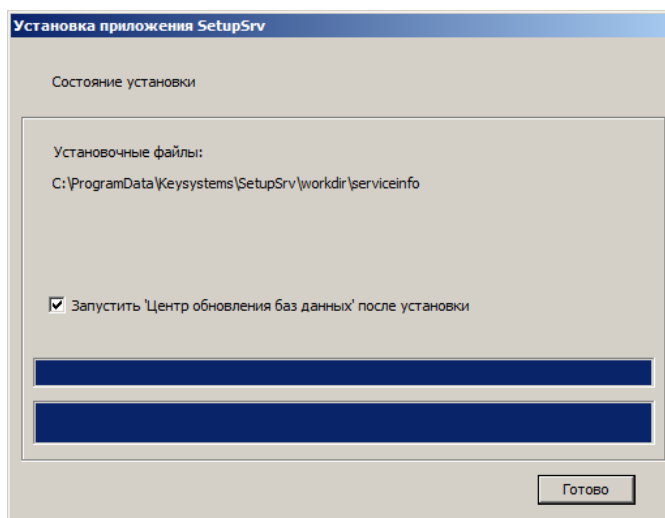 Установка приложения SetupSrv
Состояние установки
Установочные файлы:
C:\ProgramData\Keysystems\SetupSrv\workdir\serviceinfo
Запустить 'Центр обновления баз данных' после установки
Готово